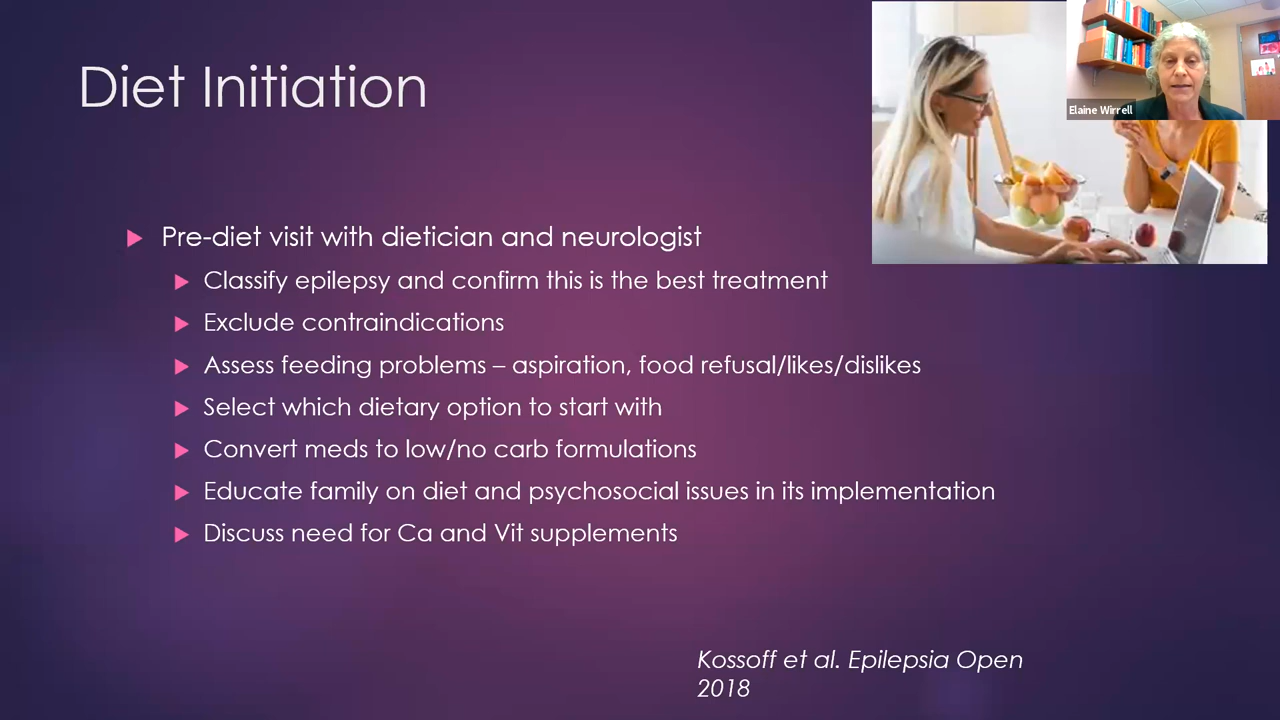 Diet Initiation
Elaine Wirrell
Pre-diet visit with dietician and neurologist
Classify epilepsy and confirm this is the best treatment
Exclude contraindications
Assess feeding problems – aspiration, food refusal/likes/dislikes
Select which dietary option to start with
Convert meds to low/no carb formulations
Educate family on diet and psychosocial issues in its implementation
Discuss need for Ca and Vit supplements
Kossoff et al. Epilepsia Open
2018